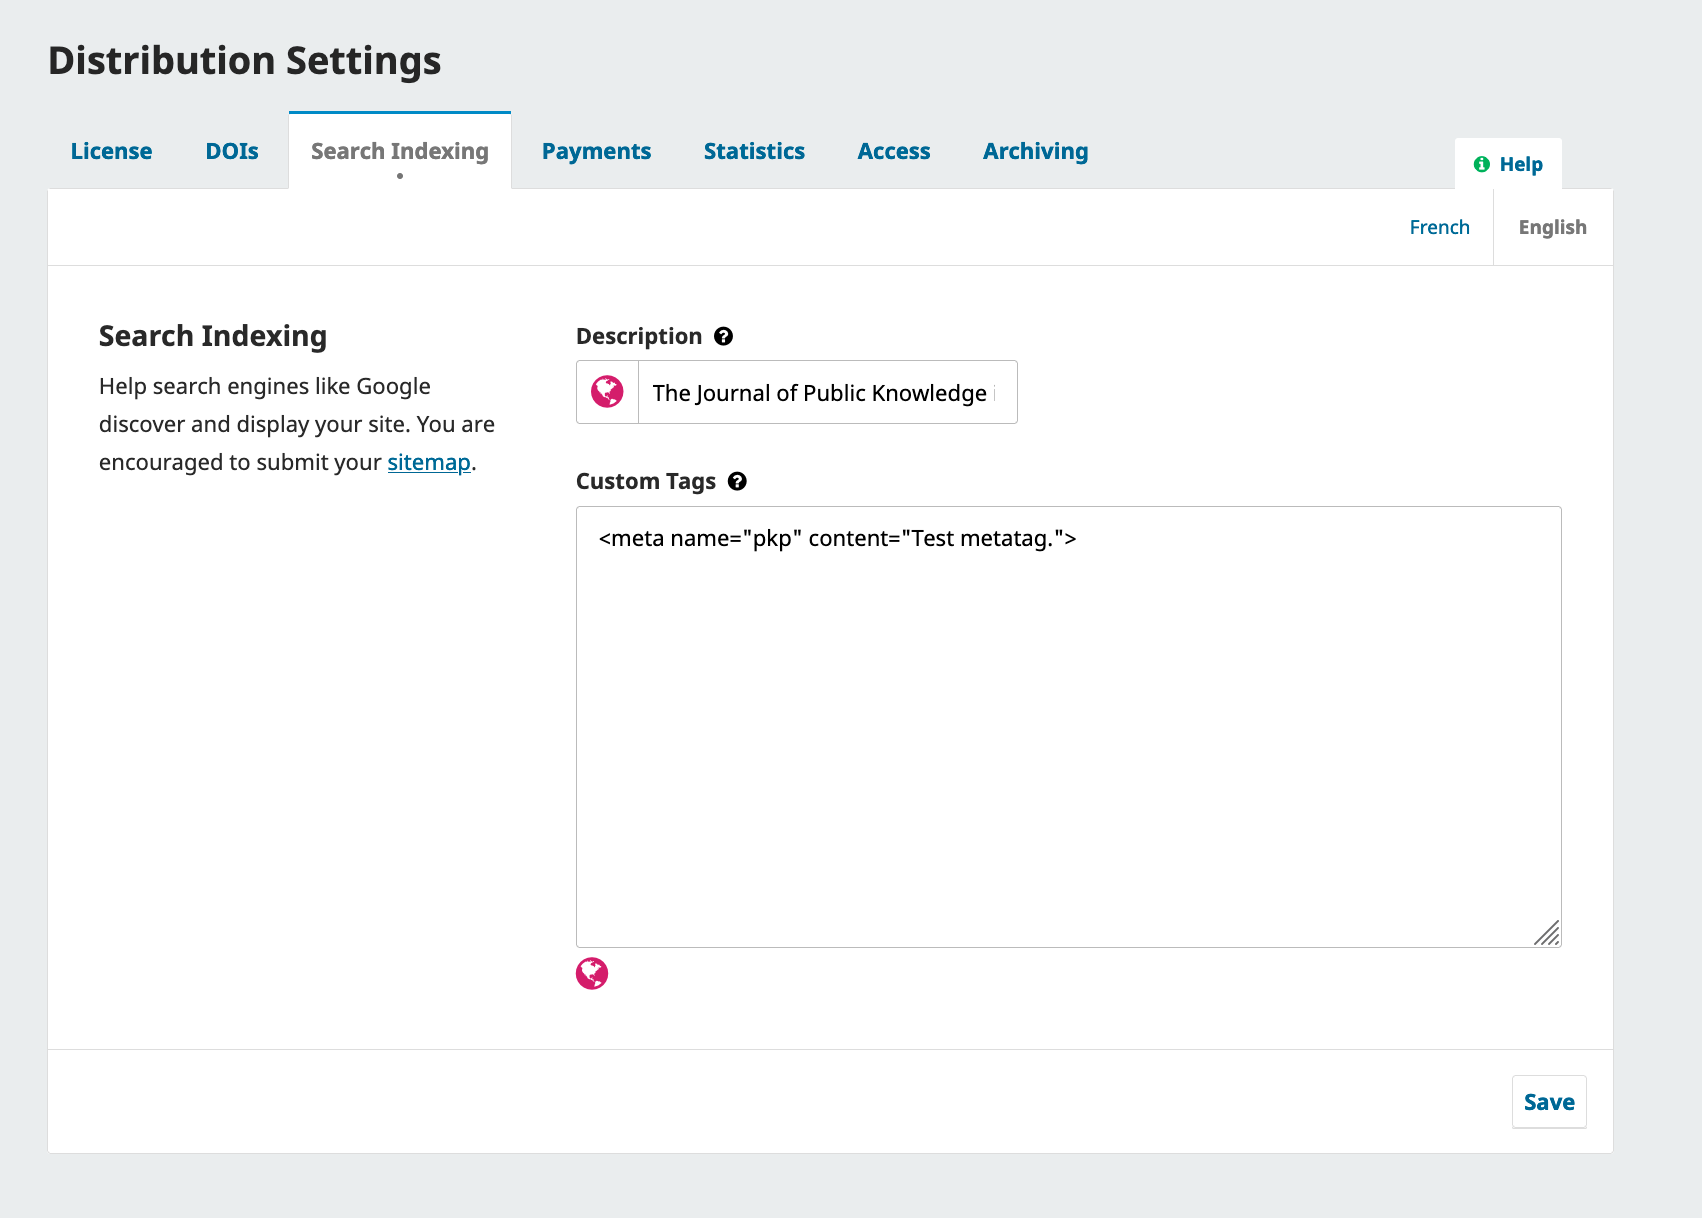 Distribution Settings
License DOIs Search Indexing Payments Statistics Access Archiving
Help
French English
Search Indexing
Help search engines like Google
discover and display your site. You are
encouraged to submit your sitemap.
Description
The Journal of Public Knowledge
Custom Tags
<meta name="pkp" content="Test metatag.">
Save